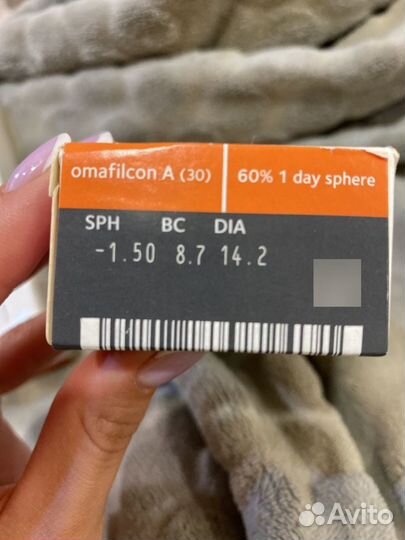 omafilcon A (30) 60% 1 day sphere
SPH BC DIA
-1.50 8.7 14.2
Avito